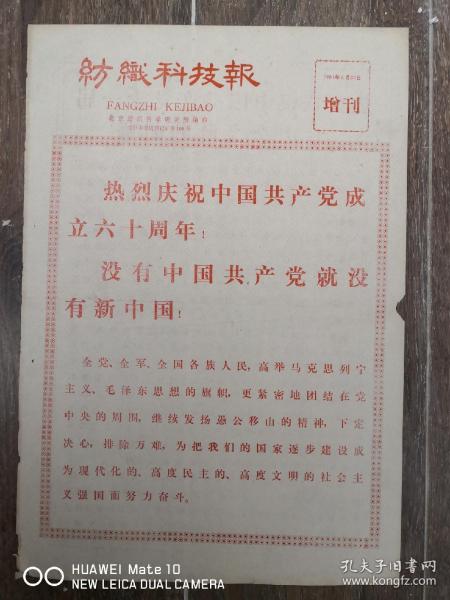 紡織科技報
FANGZHI KEJIBAO
增刊
热烈庆祝中国共产党成
立六十周年！
没有中国共产党就没
有新中国！
全党、全军、全国各族人民，高举马克思列宁
主义、毛泽东思想的旗帜，更紧密地团结在党
中央的周围，继续发扬愚公移山的精神，下定
决心，排除万难，为把我们的国家逐步建设成
为现代化的、高度民主的、高度文明的社会主
义强国而努力奋斗。
HUAWEI Mate 10
NEW LEICA DUAL CAMERA
孔夫子旧书网
www.kongfz.com